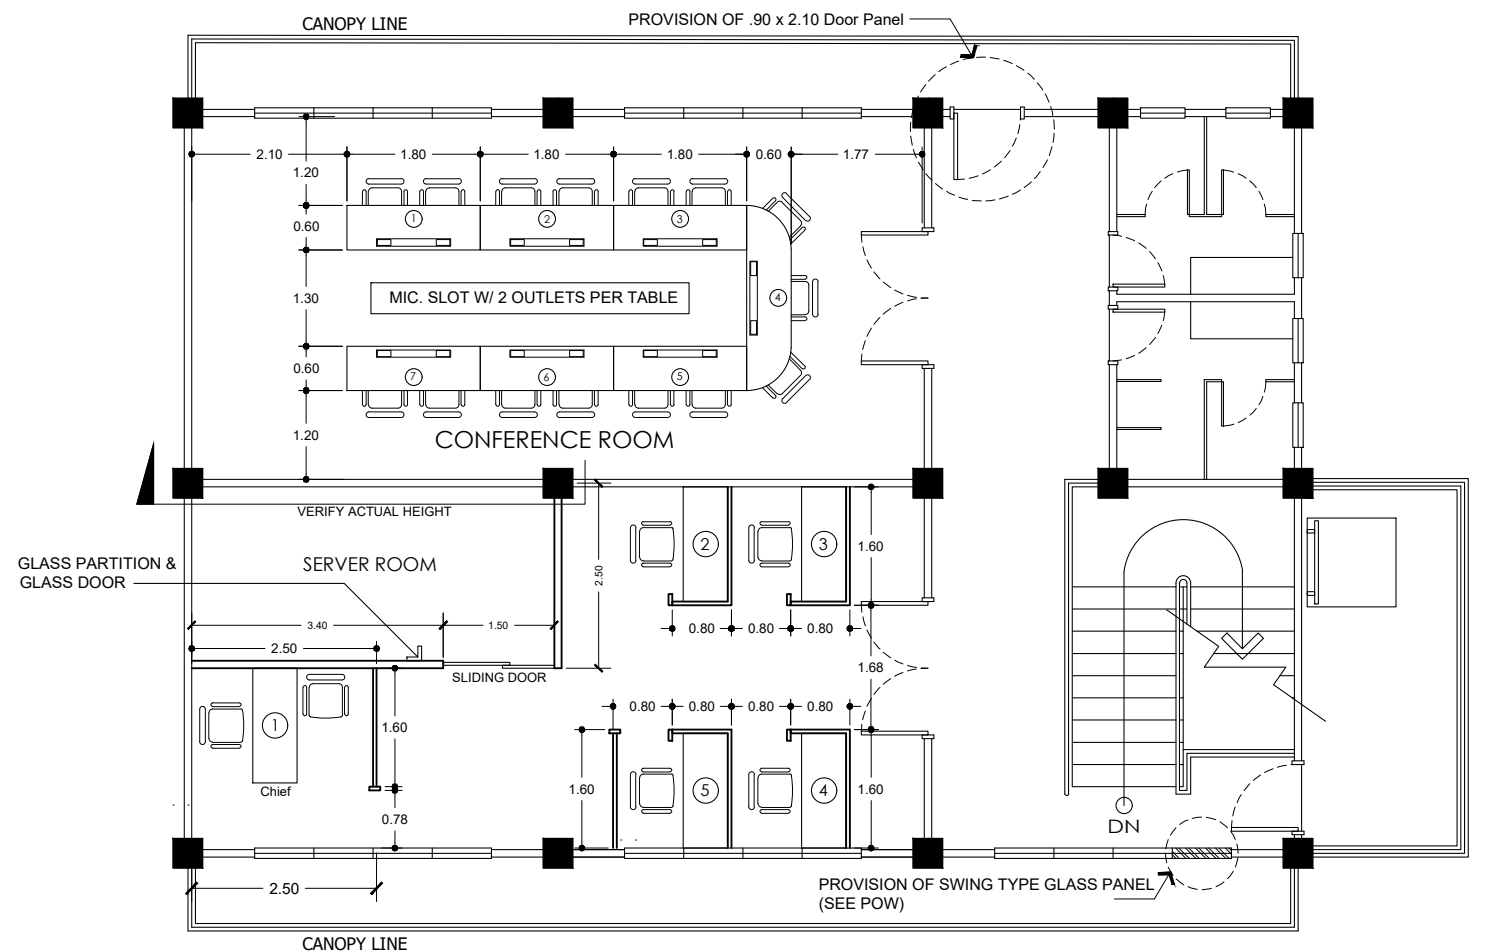 CANOPY LINE
PROVISION OF .90 x 2.10 Door Panel
2.10
1.80
1.80
1.80
0.60
1.77
1.20
0.60
1.30
0.60
1.20
1
2
3
4
MIC. SLOT W/ 2 OUTLETS PER TABLE
7
6
5
CONFERENCE ROOM
VERIFY ACTUAL HEIGHT
GLASS PARTITION &
GLASS DOOR
SERVER ROOM
3.40
1.50
2.50
2.50
SLIDING DOOR
2
3
1.60
0.80
0.80
0.80
1.68
0.80
0.80
0.80
0.80
1
1.60
Chief
0.78
1.60
5
4
1.60
DN
2.50
PROVISION OF SWING TYPE GLASS PANEL
(SEE POW)
CANOPY LINE